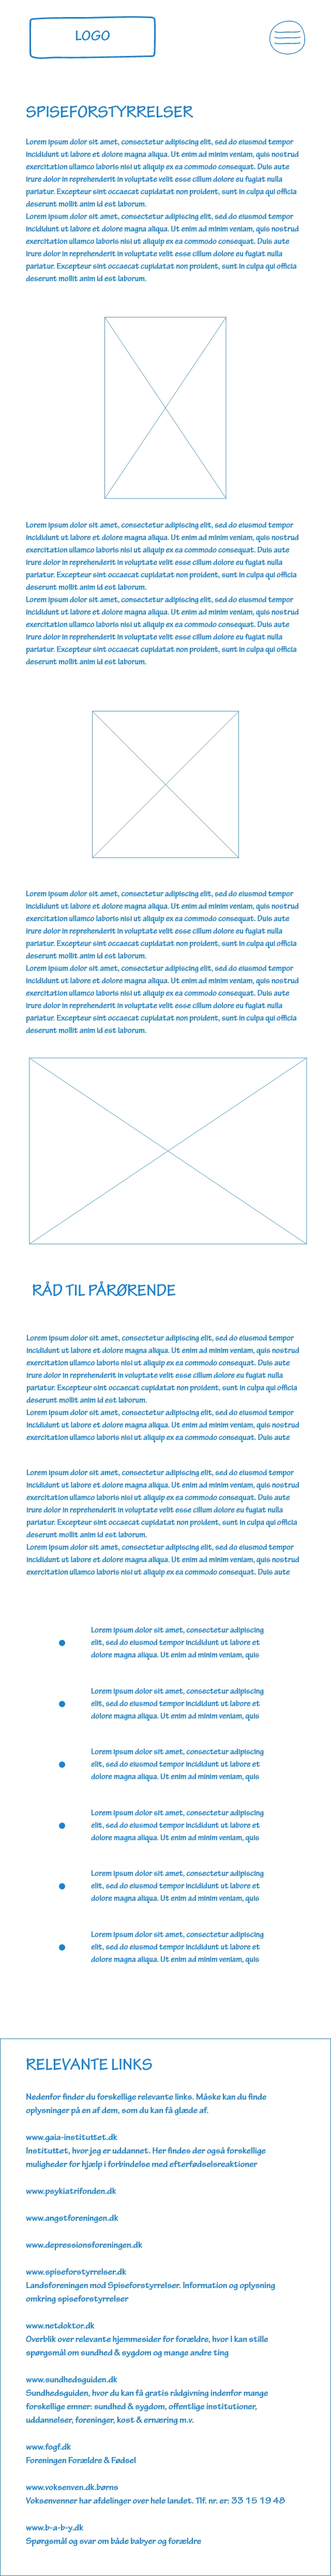 LOGO
SPISEFORSTYRRELSER
Lorem ipsum dolor sit amet, consectetur adipiscing elit, sed do eiusmod tempor
incididunt ut labore et dolore magna aliqua. Ut enim ad minim veniam, quis nostrud
exercitation ullamco laboris nisi ut aliquip ex ea commodo consequat. Duis aute
irure dolor in reprehenderit in voluptate velit esse cillum dolore eu fugiat nulla
pariatur. Excepteur sint occaecat cupidatat non proident, sunt in culpa qui officia
deserunt mollit anim id est laborum.
Lorem ipsum dolor sit amet, consectetur adipiscing elit, sed do eiusmod tempor
incididunt ut labore et dolore magna aliqua. Ut enim ad minim veniam, quis nostrud
exercitation ullamco laboris nisi ut aliquip ex ea commodo consequat. Duis aute
irure dolor in reprehenderit in voluptate velit esse cillum dolore eu fugiat nulla
pariatur. Excepteur sint occaecat cupidatat non proident, sunt in culpa qui officia
deserunt mollit anim id est laborum.
Lorem ipsum dolor sit amet, consectetur adipiscing elit, sed do eiusmod tempor
incididunt ut labore et dolore magna aliqua. Ut enim ad minim veniam, quis nostrud
exercitation ullamco laboris nisi ut aliquip ex ea commodo consequat. Duis aute
irure dolor in reprehenderit in voluptate velit esse cillum dolore eu fugiat nulla
pariatur. Excepteur sint occaecat cupidatat non proident, sunt in culpa qui officia
deserunt mollit anim id est laborum.
Lorem ipsum dolor sit amet, consectetur adipiscing elit, sed do eiusmod tempor
incididunt ut labore et dolore magna aliqua. Ut enim ad minim veniam, quis nostrud
exercitation ullamco laboris nisi ut aliquip ex ea commodo consequat. Duis aute
irure dolor in reprehenderit in voluptate velit esse cillum dolore eu fugiat nulla
pariatur. Excepteur sint occaecat cupidatat non proident, sunt in culpa qui officia
deserunt mollit anim id est laborum.
Lorem ipsum dolor sit amet, consectetur adipiscing elit, sed do eiusmod tempor
incididunt ut labore et dolore magna aliqua. Ut enim ad minim veniam, quis nostrud
exercitation ullamco laboris nisi ut aliquip ex ea commodo consequat. Duis aute
irure dolor in reprehenderit in voluptate velit esse cillum dolore eu fugiat nulla
pariatur. Excepteur sint occaecat cupidatat non proident, sunt in culpa qui officia
deserunt mollit anim id est laborum.
Lorem ipsum dolor sit amet, consectetur adipiscing elit, sed do eiusmod tempor
incididunt ut labore et dolore magna aliqua. Ut enim ad minim veniam, quis nostrud
exercitation ullamco laboris nisi ut aliquip ex ea commodo consequat. Duis aute
irure dolor in reprehenderit in voluptate velit esse cillum dolore eu fugiat nulla
pariatur. Excepteur sint occaecat cupidatat non proident, sunt in culpa qui officia
deserunt mollit anim id est laborum.
RÅD TIL PÅRØRENDE
Lorem ipsum dolor sit amet, consectetur adipiscing elit, sed do eiusmod tempor
incididunt ut labore et dolore magna aliqua. Ut enim ad minim veniam, quis nostrud
exercitation ullamco laboris nisi ut aliquip ex ea commodo consequat. Duis aute
irure dolor in reprehenderit in voluptate velit esse cillum dolore eu fugiat nulla
pariatur. Excepteur sint occaecat cupidatat non proident, sunt in culpa qui officia
deserunt mollit anim id est laborum.
Lorem ipsum dolor sit amet, consectetur adipiscing elit, sed do eiusmod tempor
incididunt ut labore et dolore magna aliqua. Ut enim ad minim veniam, quis nostrud
exercitation ullamco laboris nisi ut aliquip ex ea commodo consequat. Duis aute
Lorem ipsum dolor sit amet, consectetur adipiscing elit, sed do eiusmod tempor
incididunt ut labore et dolore magna aliqua. Ut enim ad minim veniam, quis nostrud
exercitation ullamco laboris nisi ut aliquip ex ea commodo consequat. Duis aute
irure dolor in reprehenderit in voluptate velit esse cillum dolore eu fugiat nulla
pariatur. Excepteur sint occaecat cupidatat non proident, sunt in culpa qui officia
deserunt mollit anim id est laborum.
Lorem ipsum dolor sit amet, consectetur adipiscing elit, sed do eiusmod tempor
incididunt ut labore et dolore magna aliqua. Ut enim ad minim veniam, quis nostrud
exercitation ullamco laboris nisi ut aliquip ex ea commodo consequat. Duis aute
Lorem ipsum dolor sit amet, consectetur adipiscing
elit, sed do eiusmod tempor incididunt ut labore et
dolore magna aliqua. Ut enim ad minim veniam, quis
Lorem ipsum dolor sit amet, consectetur adipiscing
elit, sed do eiusmod tempor incididunt ut labore et
dolore magna aliqua. Ut enim ad minim veniam, quis
Lorem ipsum dolor sit amet, consectetur adipiscing
elit, sed do eiusmod tempor incididunt ut labore et
dolore magna aliqua. Ut enim ad minim veniam, quis
Lorem ipsum dolor sit amet, consectetur adipiscing
elit, sed do eiusmod tempor incididunt ut labore et
dolore magna aliqua. Ut enim ad minim veniam, quis
Lorem ipsum dolor sit amet, consectetur adipiscing
elit, sed do eiusmod tempor incididunt ut labore et
dolore magna aliqua. Ut enim ad minim veniam, quis
Lorem ipsum dolor sit amet, consectetur adipiscing
elit, sed do eiusmod tempor incididunt ut labore et
dolore magna aliqua. Ut enim ad minim veniam, quis
RELEVANTE LINKS
Nedenfor finder du forskellige relevante links. Måske kan du finde
oplysninger på en af dem, som du kan få glæde af.
www.gaia-instituttet.dk
Instituttet, hvor jeg er uddannet. Her findes der også forskellige
muligheder for hjælp i forbindelse med efterfødselsreaktioner
www.psykiatrifonden.dk
www.angstforeningen.dk
www.depressionsforeningen.dk
www.spiseforstyrrelser.dk
Landsforeningen mod Spiseforstyrrelser. Information og oplysning
omkring spiseforstyrrelser
www.netdoktor.dk
Overblik over relevante hjemmesider for forældre, hvor I kan stille
spørgsmål om sundhed & sygdom og mange andre ting
www.sundhedsguiden.dk
Sundhedsguiden, hvor du kan få gratis rådgivning indenfor mange
forskellige emner: sundhed & sygdom, offentlige institutioner,
uddannelser, foreninger, kost & ernæring m.v.
www.fogf.dk
Foreningen Forældre & Fødsel
www.voksenven.dk.børns
Voksenvenner har afdelinger over hele landet. Tlf. nr. er: 33 15 19 48
www.b-a-b-y.dk
Spørgsmål og svar om både babyer og forældre